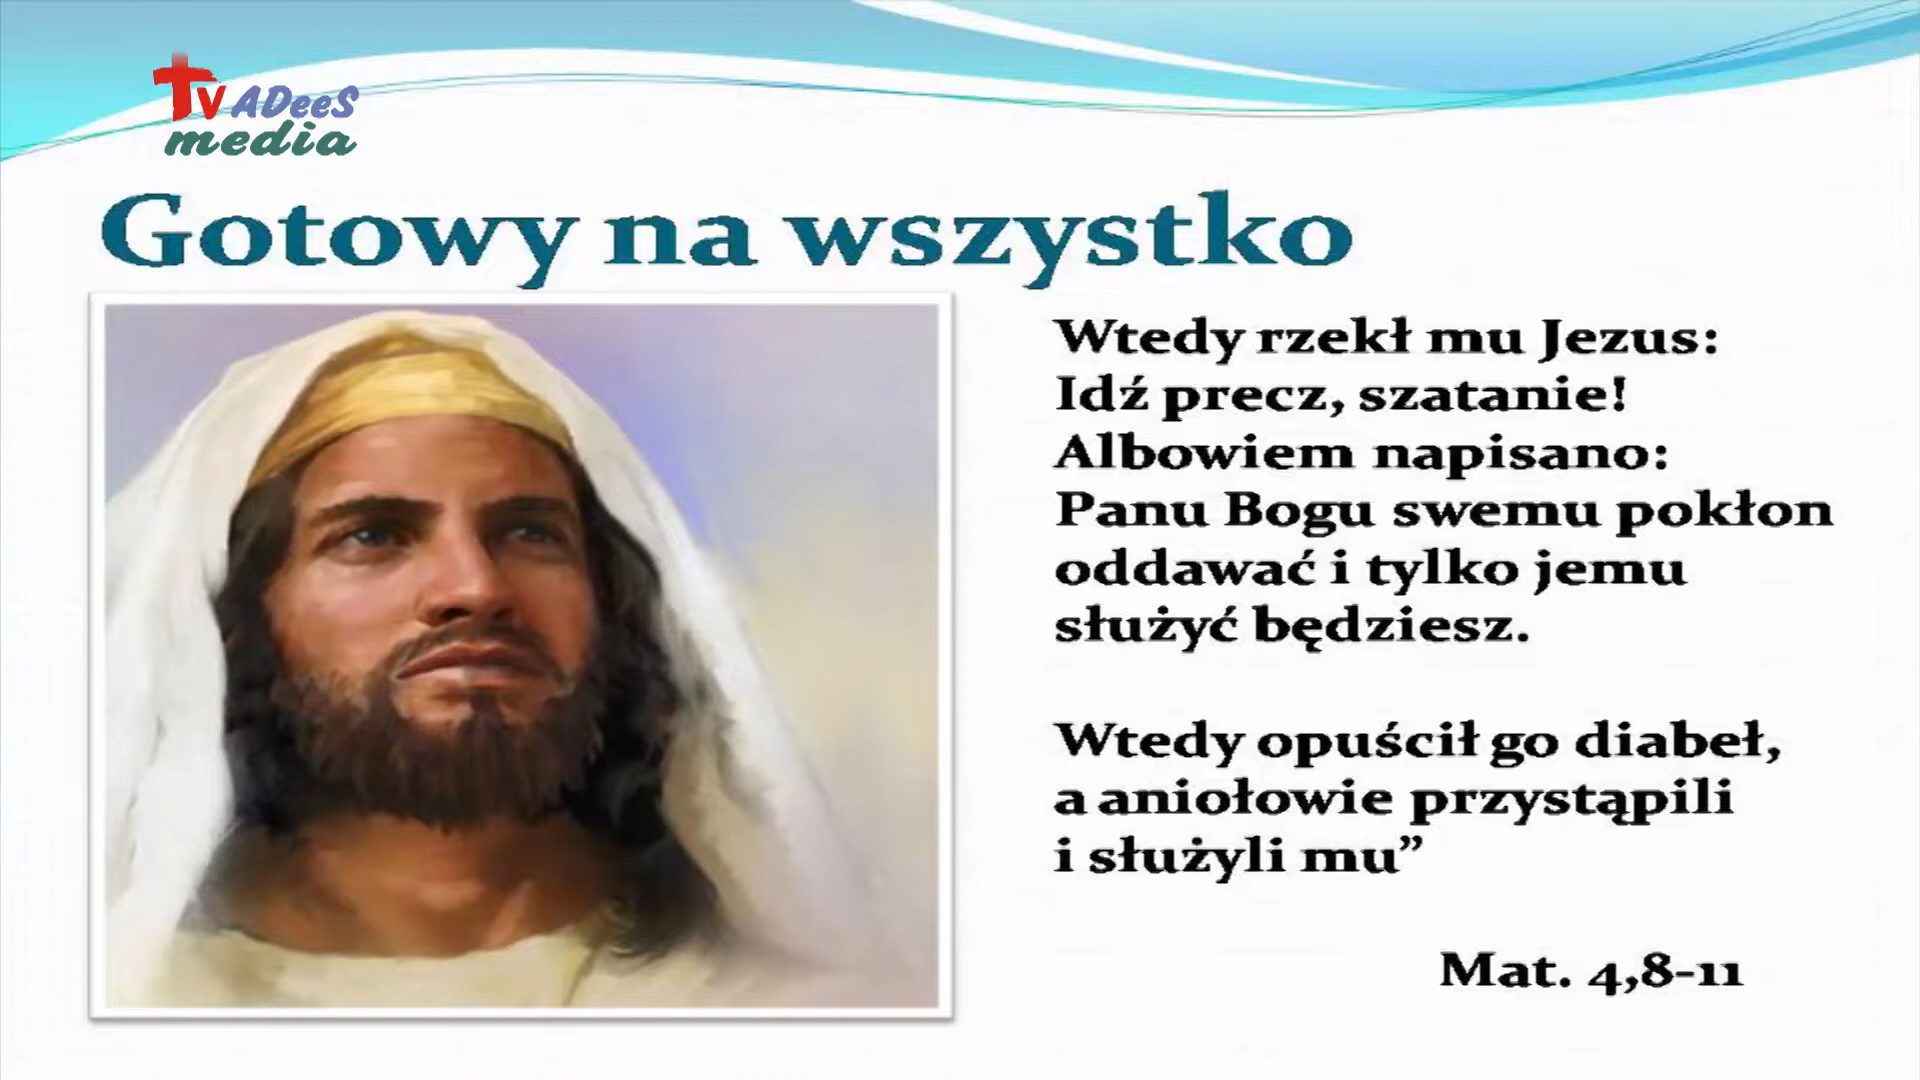 TV ADeeS
media
Gotowy na wszystko
Wtedy rzekł mu Jezus:
Idź precz, szatanie!
Albowiem napisano:
Panu Bogu swemu pokłon
oddawać i tylko jemu
służyć będziesz.
Wtedy opuścił go diabeł,
a aniołowie przystąpili
i służyli mu”
Mat. 4,8-11